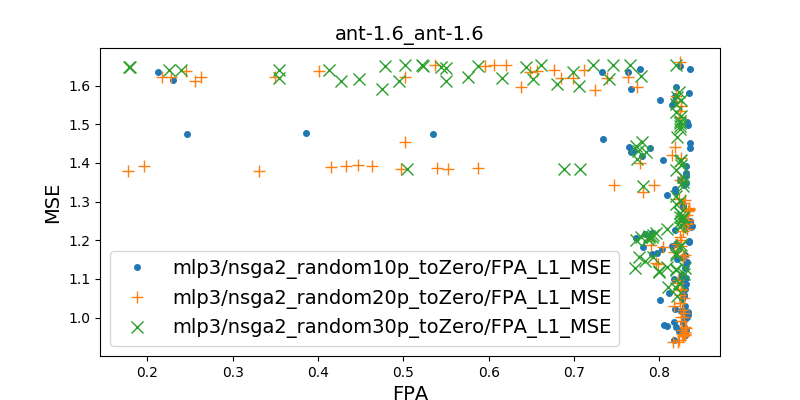 ant-1.6_ant-1.6
MSE
1.6
1.5
1.4
1.3
1.2
1.1
1.0
mlp3/nsga2_random10p_toZero/FPA_L1_MSE
mlp3/nsga2_random20p_toZero/FPA_L1_MSE
mlp3/nsga2_random30p_toZero/FPA_L1_MSE
0.2 0.3 0.4 0.5 0.6 0.7 0.8
FPA